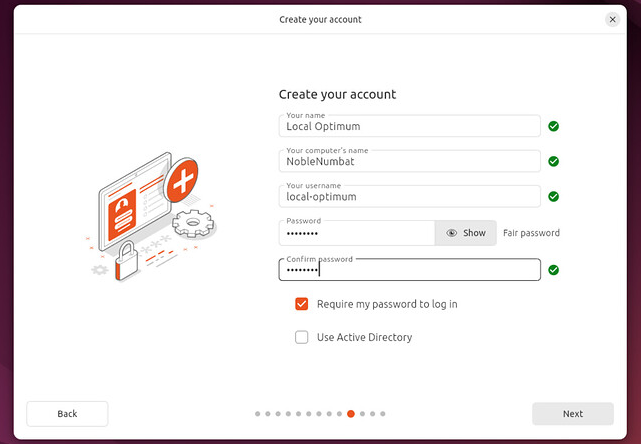 Create your account
Create your account
Your name
Local Optimum
Your computer's name
NobleNumbat
Your username
local-optimum
Password
•••••••• Show Fair password
Confirm password
••••••••
Require my password to log in
Use Active Directory
Back Next